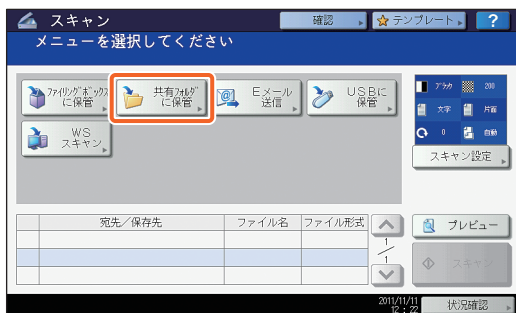 スキャン
確認
テンプレート
?
メニューを選択してください
ファイリングボックス
に保管
共有フォルダ
に保管
Eメール
送信
USBに
保管
WS
スキャン
ブラック
200
文字
片面
0
自動
スキャン設定
宛先/保存先
ファイル名
ファイル形式
1
1
プレビュー
スキャン
2011/11/11
12:22
状況確認